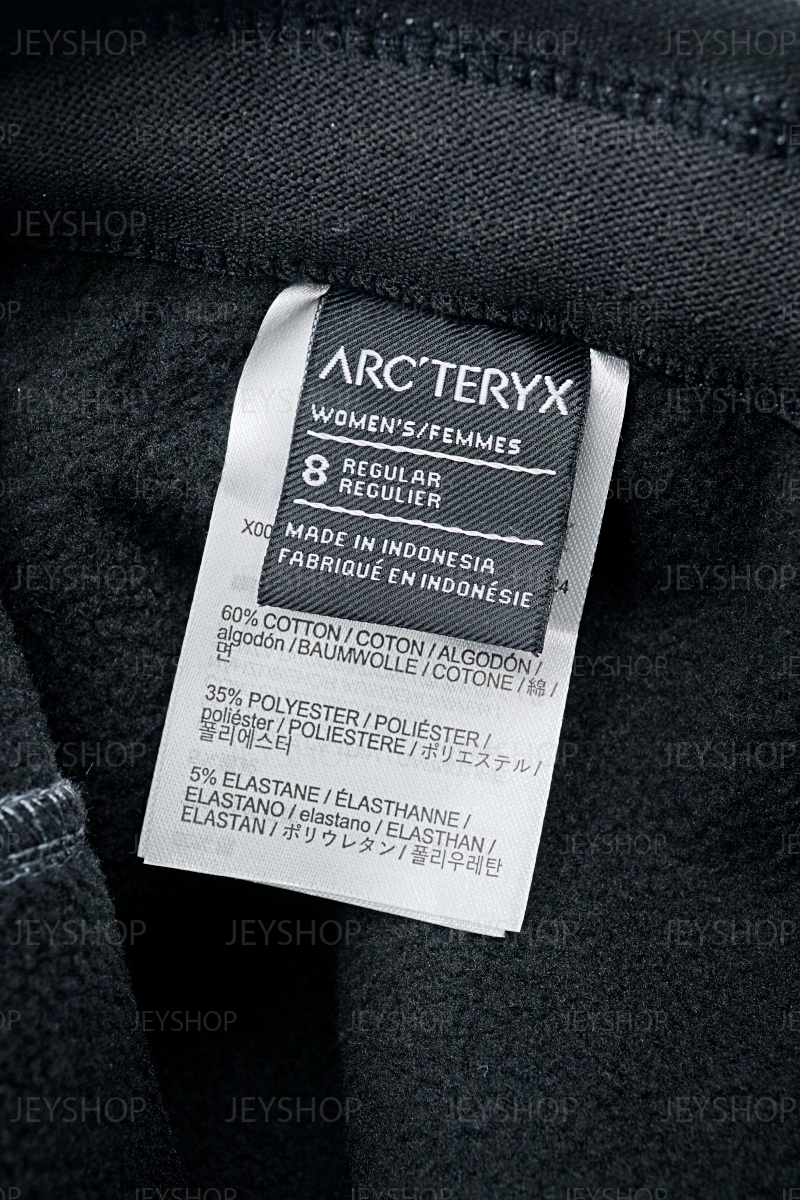 ARC'TERYX
WOMEN'S/FEMMES
8 REGULAR
REGULIER
MADE IN INDONESIA
FABRIQUÉ EN INDONÉSIE
60% COTTON / COTON / ALGODÓN /
algodón / BAUMWOLLE / COTONE / 綿 /
면
35% POLYESTER / POLIÉSTER /
poliéster / POLIESTERE / ポリエステル /
폴리에스터
5% ELASTANE / ÉLASTHANNE /
ELASTANO / elastano / ELASTHAN /
ELASTAN / ポリウレタン / 폴리우레탄
JEYSHOP